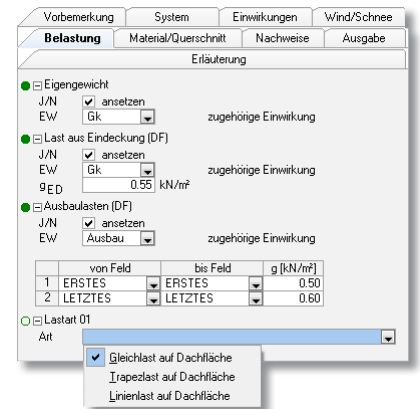 Vorbemerkung System Einwirkungen Wind/Schnee
Belastung Material/Querschnitt Nachweise Ausgabe
Erläuterung
Eigengewicht
J/N ansetzen
EW Gk zugehörige Einwirkung
Last aus Eindeckung (DF)
J/N ansetzen
EW Gk zugehörige Einwirkung
gED 0.55 kN/m²
Ausbaulasten (DF)
J/N ansetzen
EW Ausbau zugehörige Einwirkung
von Feld bis Feld g [kN/m²]
1 ERSTES ERSTES 0.50
2 LETZTES LETZTES 0.60
Lastart 01
Art
Gleichlast auf Dachfläche
Trapezlast auf Dachfläche
Linienlast auf Dachfläche